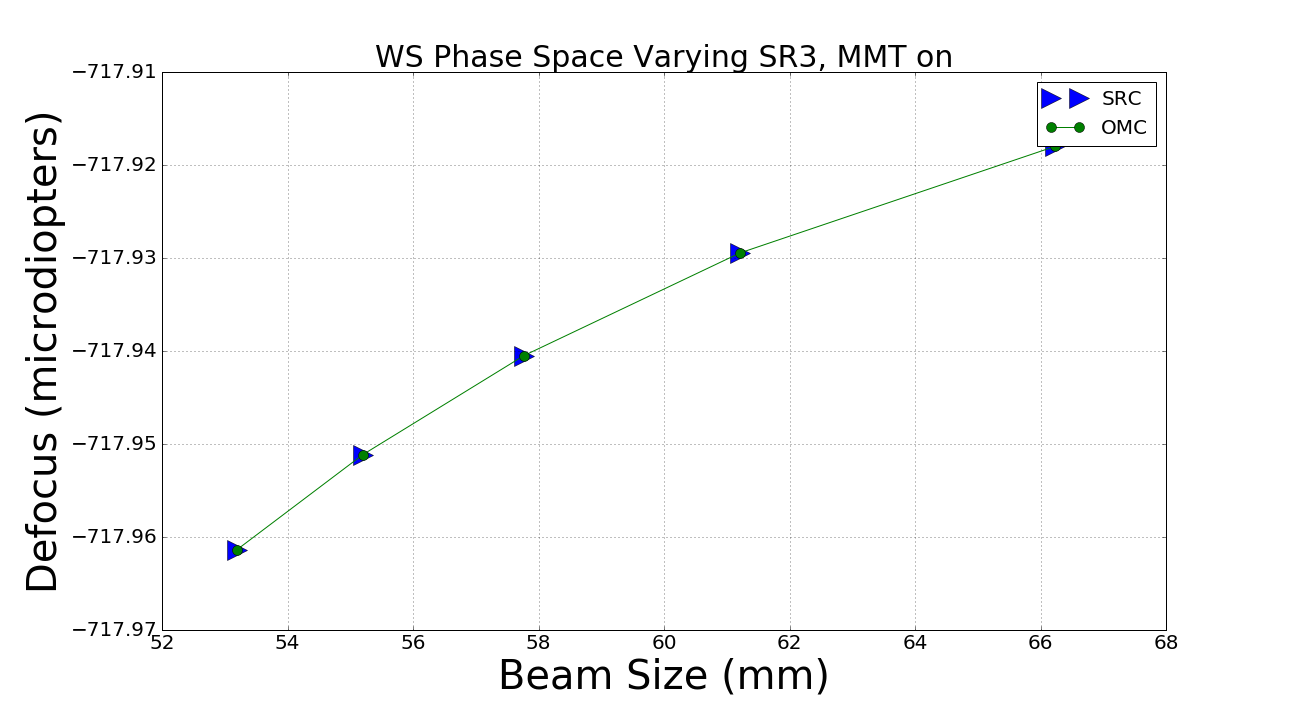 WS Phase Space Varying SR3, MMT on
−717.91
−717.92
−717.93
−717.94
−717.95
−717.96
−717.97
Defocus (microdiopters)
SRC
OMC
52 54 56 58 60 62 64 66 68
Beam Size (mm)